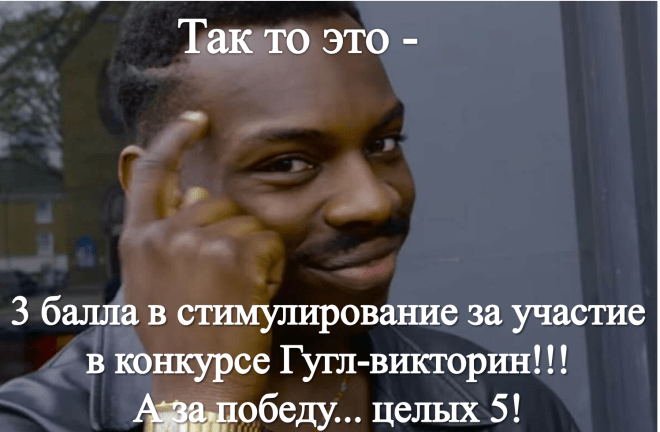 Так то это -
3 балла в стимулирование за участие
в конкурсе Гугл-викторин!!!
А за победу... целых 5!